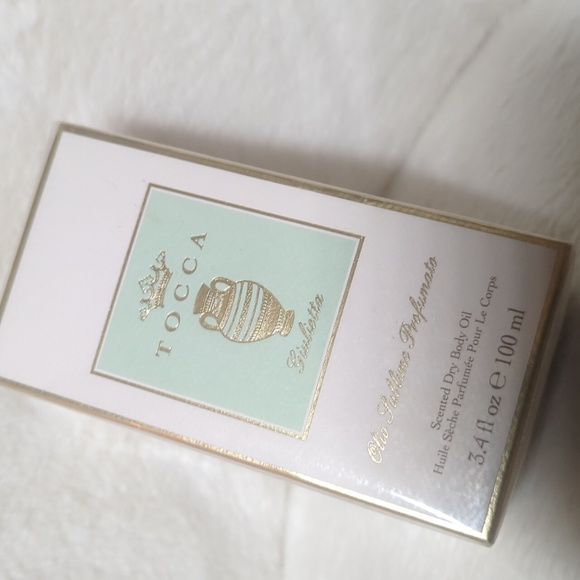 TOCCA
Giulietta
Olio Sublime Profumato
Scented Dry Body Oil
Huile Sèche Parfumée Pour Le Corps
3.4 fl oz ℮ 100 ml